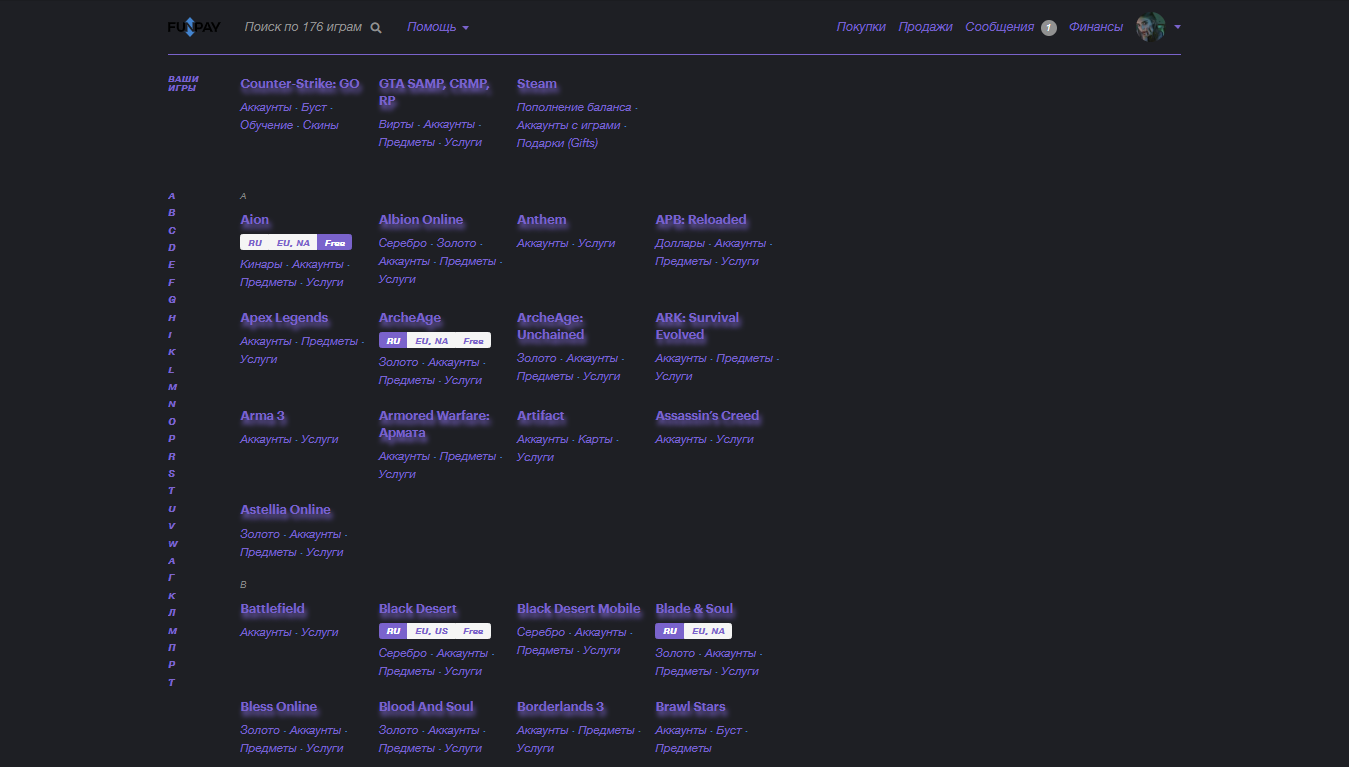 FUNPAY Поиск по 176 играм Помощь Покупки Продажи Сообщения 1 Финансы
ВАШИ ИГРЫ
Counter-Strike: GO
Аккаунты · Буст ·
Обучение · Скины
GTA SAMP, CRMP,
RP
Вирты · Аккаунты ·
Предметы · Услуги
Steam
Пополнение баланса ·
Аккаунты с играми ·
Подарки (Gifts)
A
B
C
D
E
F
G
H
I
K
L
M
N
O
P
R
S
T
U
V
W
А
Г
К
Л
М
П
Р
Т
A
Aion
RU EU, NA Free
Кинары · Аккаунты ·
Предметы · Услуги
Albion Online
Серебро · Золото ·
Аккаунты · Предметы ·
Услуги
Anthem
Аккаунты · Услуги
APB: Reloaded
Доллары · Аккаунты ·
Предметы · Услуги
Apex Legends
Аккаунты · Предметы ·
Услуги
ArcheAge
RU EU, NA Free
Золото · Аккаунты ·
Предметы · Услуги
ArcheAge:
Unchained
Золото · Аккаунты ·
Предметы · Услуги
ARK: Survival
Evolved
Аккаунты · Предметы ·
Услуги
Arma 3
Аккаунты · Услуги
Armored Warfare:
Армата
Аккаунты · Предметы ·
Услуги
Artifact
Аккаунты · Карты ·
Услуги
Assassin's Creed
Аккаунты · Услуги
Astellia Online
Золото · Аккаунты ·
Предметы · Услуги
B
Battlefield
Аккаунты · Услуги
Black Desert
RU EU, US Free
Серебро · Аккаунты ·
Предметы · Услуги
Black Desert Mobile
Серебро · Аккаунты ·
Предметы · Услуги
Blade & Soul
RU EU, NA
Золото · Аккаунты ·
Предметы · Услуги
Bless Online
Золото · Аккаунты ·
Предметы · Услуги
Blood And Soul
Золото · Аккаунты ·
Предметы · Услуги
Borderlands 3
Аккаунты · Предметы ·
Услуги
Brawl Stars
Аккаунты · Буст ·
Предметы